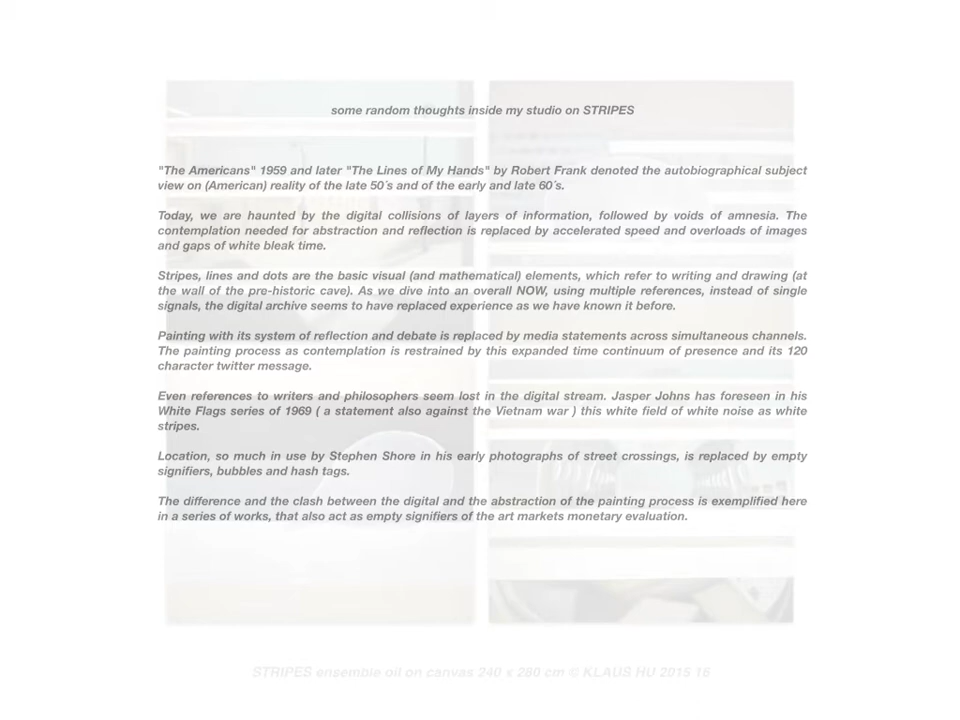 some random thoughts inside my studio on STRIPES
"The Americans" 1959 and later "The Lines of My Hands" by Robert Frank denoted the autobiographical subject
view on (American) reality of the late 50´s and of the early and late 60´s.
Today, we are haunted by the digital collisions of layers of information, followed by voids of amnesia. The
contemplation needed for abstraction and reflection is replaced by accelerated speed and overloads of images
and gaps of white bleak time.
Stripes, lines and dots are the basic visual (and mathematical) elements, which refer to writing and drawing (at
the wall of the pre-historic cave). As we dive into an overall NOW, using multiple references, instead of single
signals, the digital archive seems to have replaced experience as we have known it before.
Painting with its system of reflection and debate is replaced by media statements across simultaneous channels.
The painting process as contemplation is restrained by this expanded time continuum of presence and its 120
character twitter message.
Even references to writers and philosophers seem lost in the digital stream. Jasper Johns has foreseen in his
White Flags series of 1969 ( a statement also against the Vietnam war ) this white field of white noise as white
stripes.
Location, so much in use by Stephen Shore in his early photographs of street crossings, is replaced by empty
signifiers, bubbles and hash tags.
The difference and the clash between the digital and the abstraction of the painting process is exemplified here
in a series of works, that also act as empty signifiers of the art markets monetary evaluation.
STRIPES ensemble oil on canvas 240 x 280 cm © KLAUS HU 2015 16